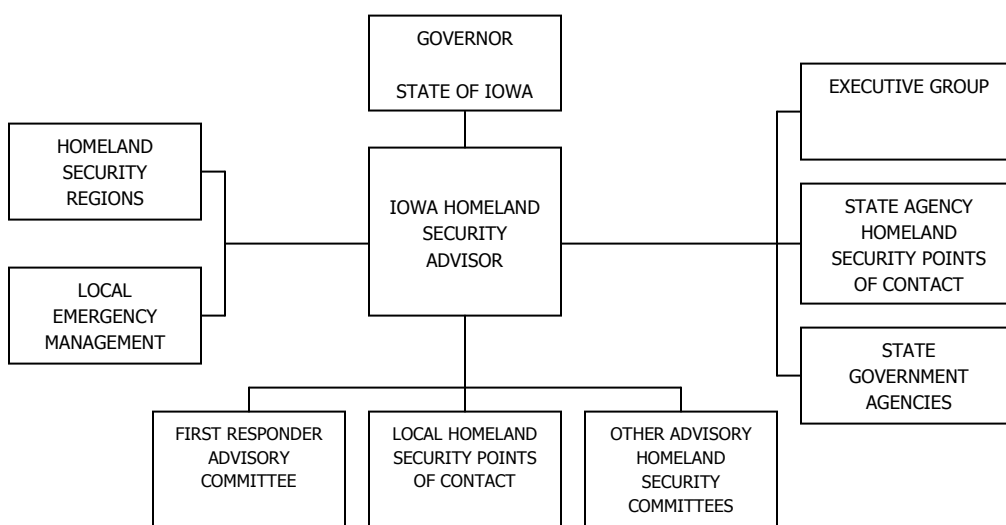 GOVERNOR
STATE OF IOWA
EXECUTIVE GROUP
HOMELAND
SECURITY
REGIONS
IOWA HOMELAND
SECURITY
ADVISOR
STATE AGENCY
HOMELAND
SECURITY POINTS
OF CONTACT
LOCAL
EMERGENCY
MANAGEMENT
STATE
GOVERNMENT
AGENCIES
FIRST RESPONDER
ADVISORY
COMMITTEE
LOCAL HOMELAND
SECURITY POINTS
OF CONTACT
OTHER ADVISORY
HOMELAND
SECURITY
COMMITTEES